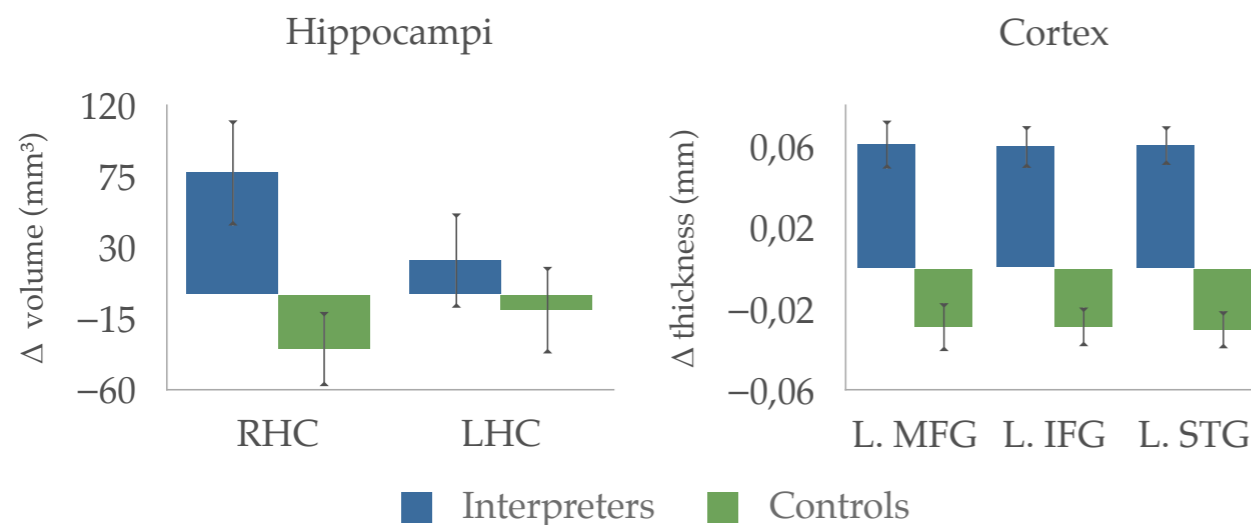 Hippocampi
Δ volume (mm³)
120
75
30
−15
−60
RHC LHC
Cortex
Δ thickness (mm)
0,06
0,02
−0,02
−0,06
L. MFG L. IFG L. STG
Interpreters Controls